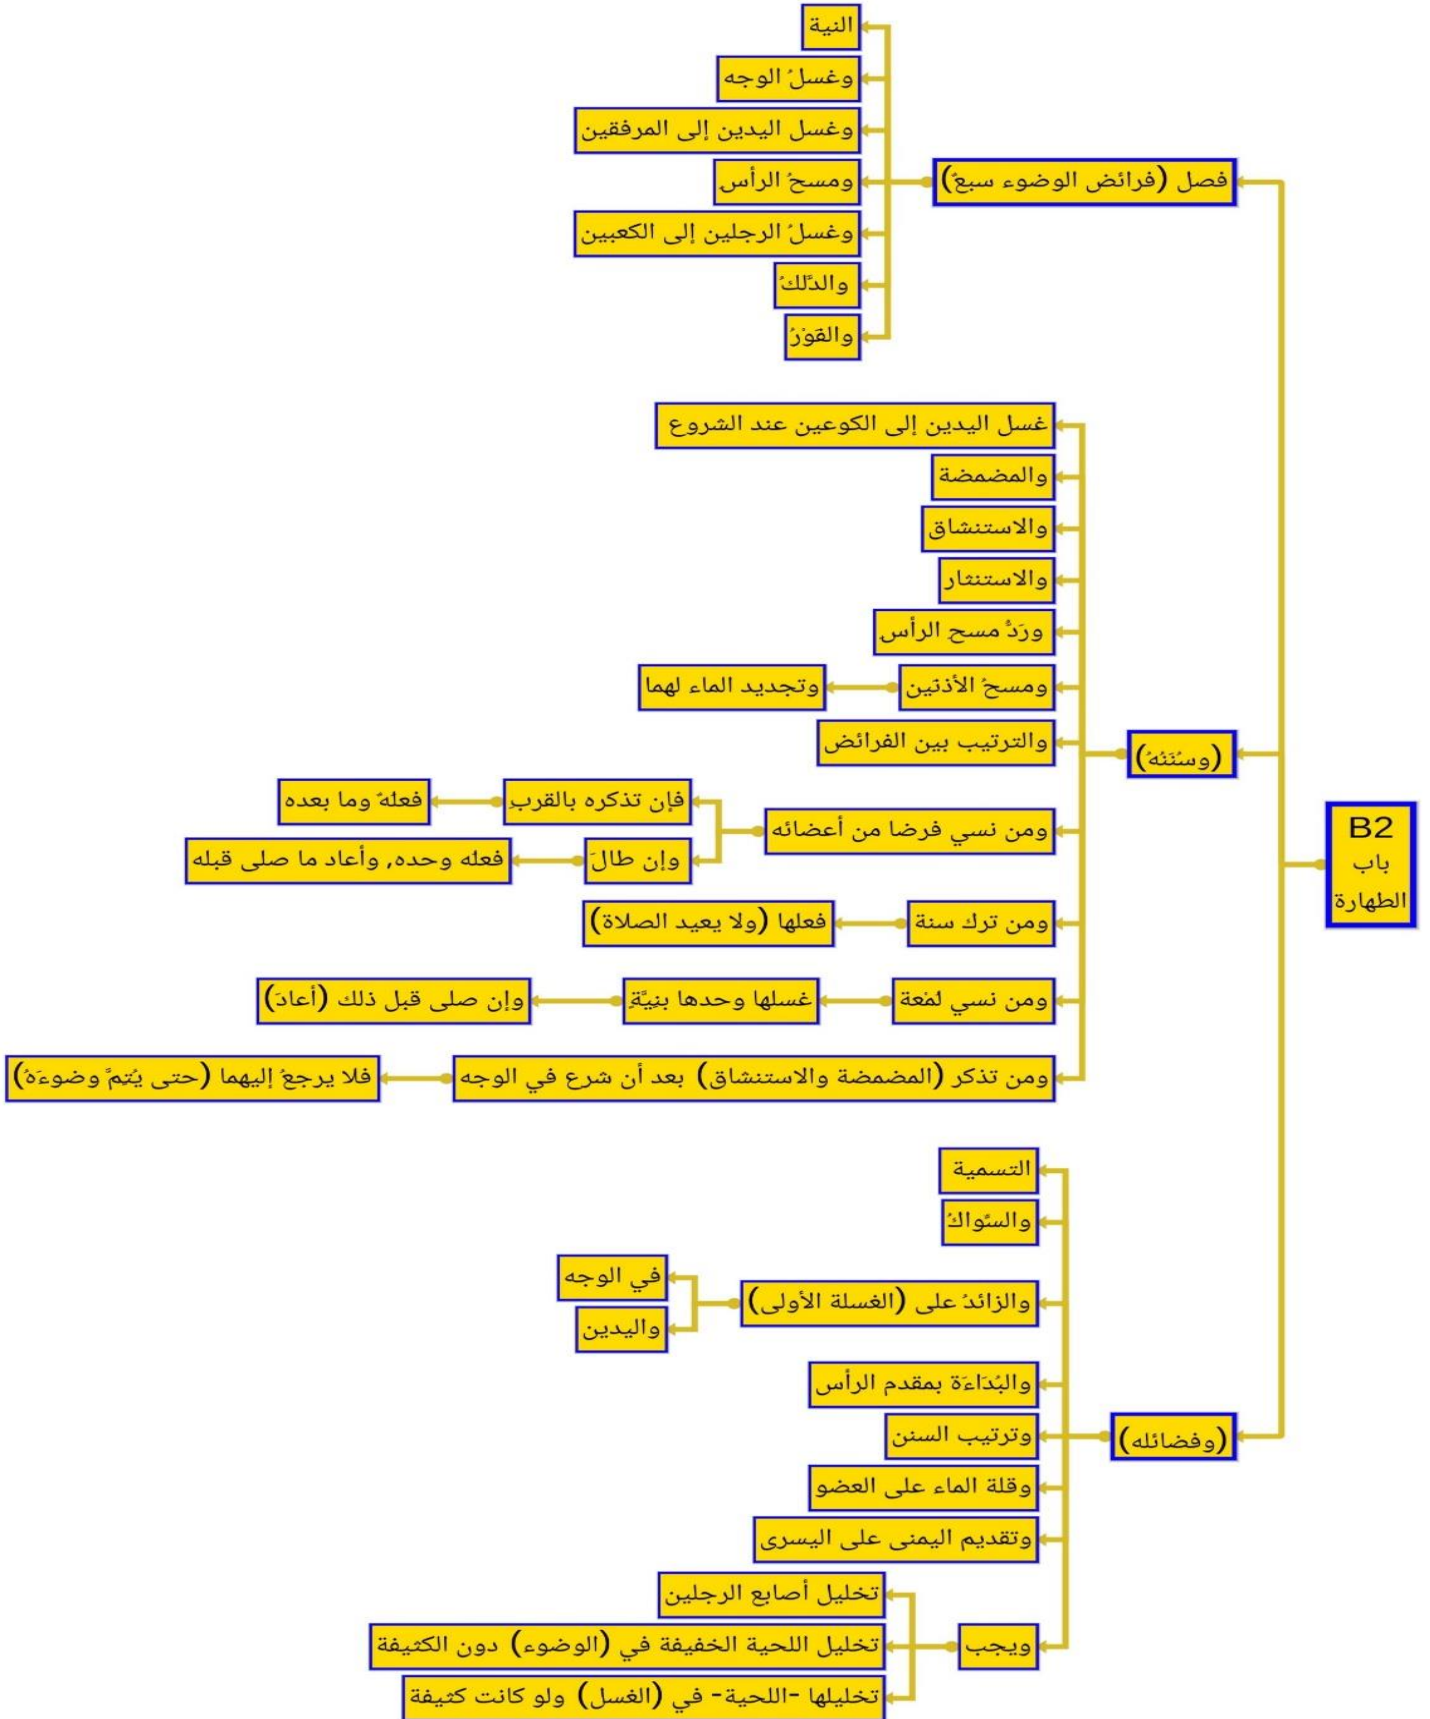 B2
باب
الطهارة
فصل (فرائض الوضوء سبعٌ)
النية
وغسلُ الوجه
وغسل اليدين إلى المرفقين
ومسحُ الرأسِ
وغسلُ الرجلين إلى الكعبين
والدَّلكُ
والفَوْرُ
(وسُنَنُهُ)
غسل اليدين إلى الكوعين عند الشروع
والمضمضة
والاستنشاق
والاستنثار
ورَدُّ مسحِ الرأسِ
ومسحُ الأذنين
وتجديد الماء لهما
والترتيب بين الفرائض
ومن نسي فرضا من أعضائه
فإن تذكره بالقربِ
فعلهُ وما بعده
وإن طالَ
فعله وحده, وأعاد ما صلى قبله
ومن ترك سنة
فعلها (ولا يعيد الصلاة)
ومن نسي لمْعة
غسلها وحدها بنِيَّةِ
وإن صلى قبل ذلك (أعادَ)
ومن تذكر (المضمضة والاستنشاق) بعد أن شرع في الوجه
فلا يرجعُ إليهما (حتى يُتِمَّ وضوءَهُ)
(وفضائله)
التسمية
والسِّواكُ
والزائدُ على (الغسلة الأولى)
في الوجه
واليدين
والبُدَاءَة بمقدم الرأس
وترتيب السنن
وقلة الماء على العضو
وتقديم اليمنى على اليسرى
ويجب
تخليل أصابع الرجلين
تخليل اللحية الخفيفة في (الوضوء) دون الكثيفة
تخليلها -اللحية- في (الغسل) ولو كانت كثيفة